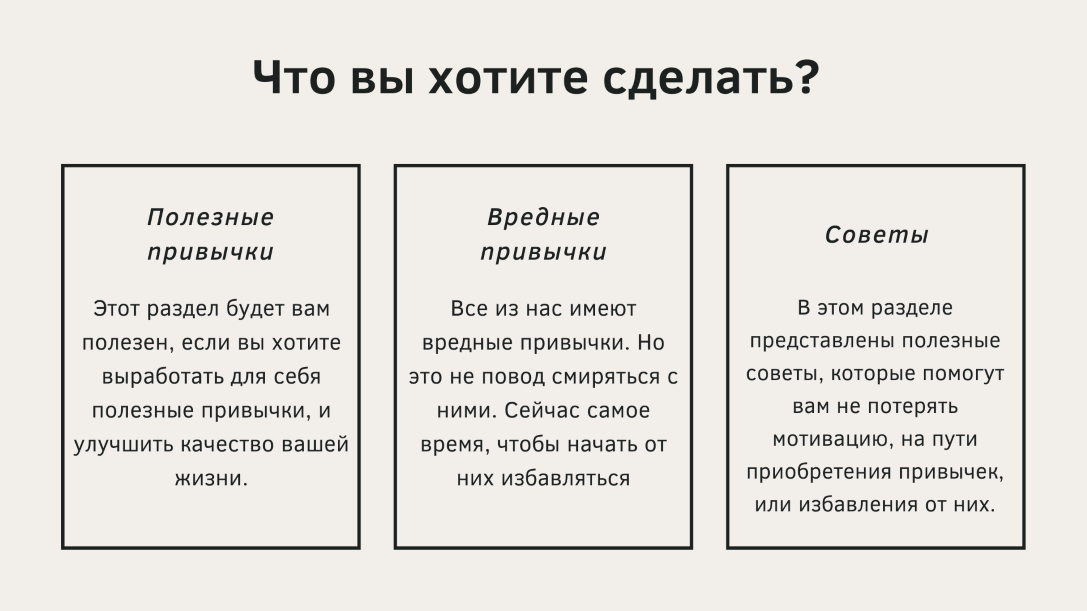 Что вы хотите сделать?
Полезные
привычки
Этот раздел будет вам
полезен, если вы хотите
выработать для себя
полезные привычки, и
улучшить качество вашей
жизни.
Вредные
привычки
Все из нас имеют
вредные привычки. Но
это не повод смиряться с
ними. Сейчас самое
время, чтобы начать от
них избавляться
Советы
В этом разделе
представлены полезные
советы, которые помогут
вам не потерять
мотивацию, на пути
приобретения привычек,
или избавления от них.